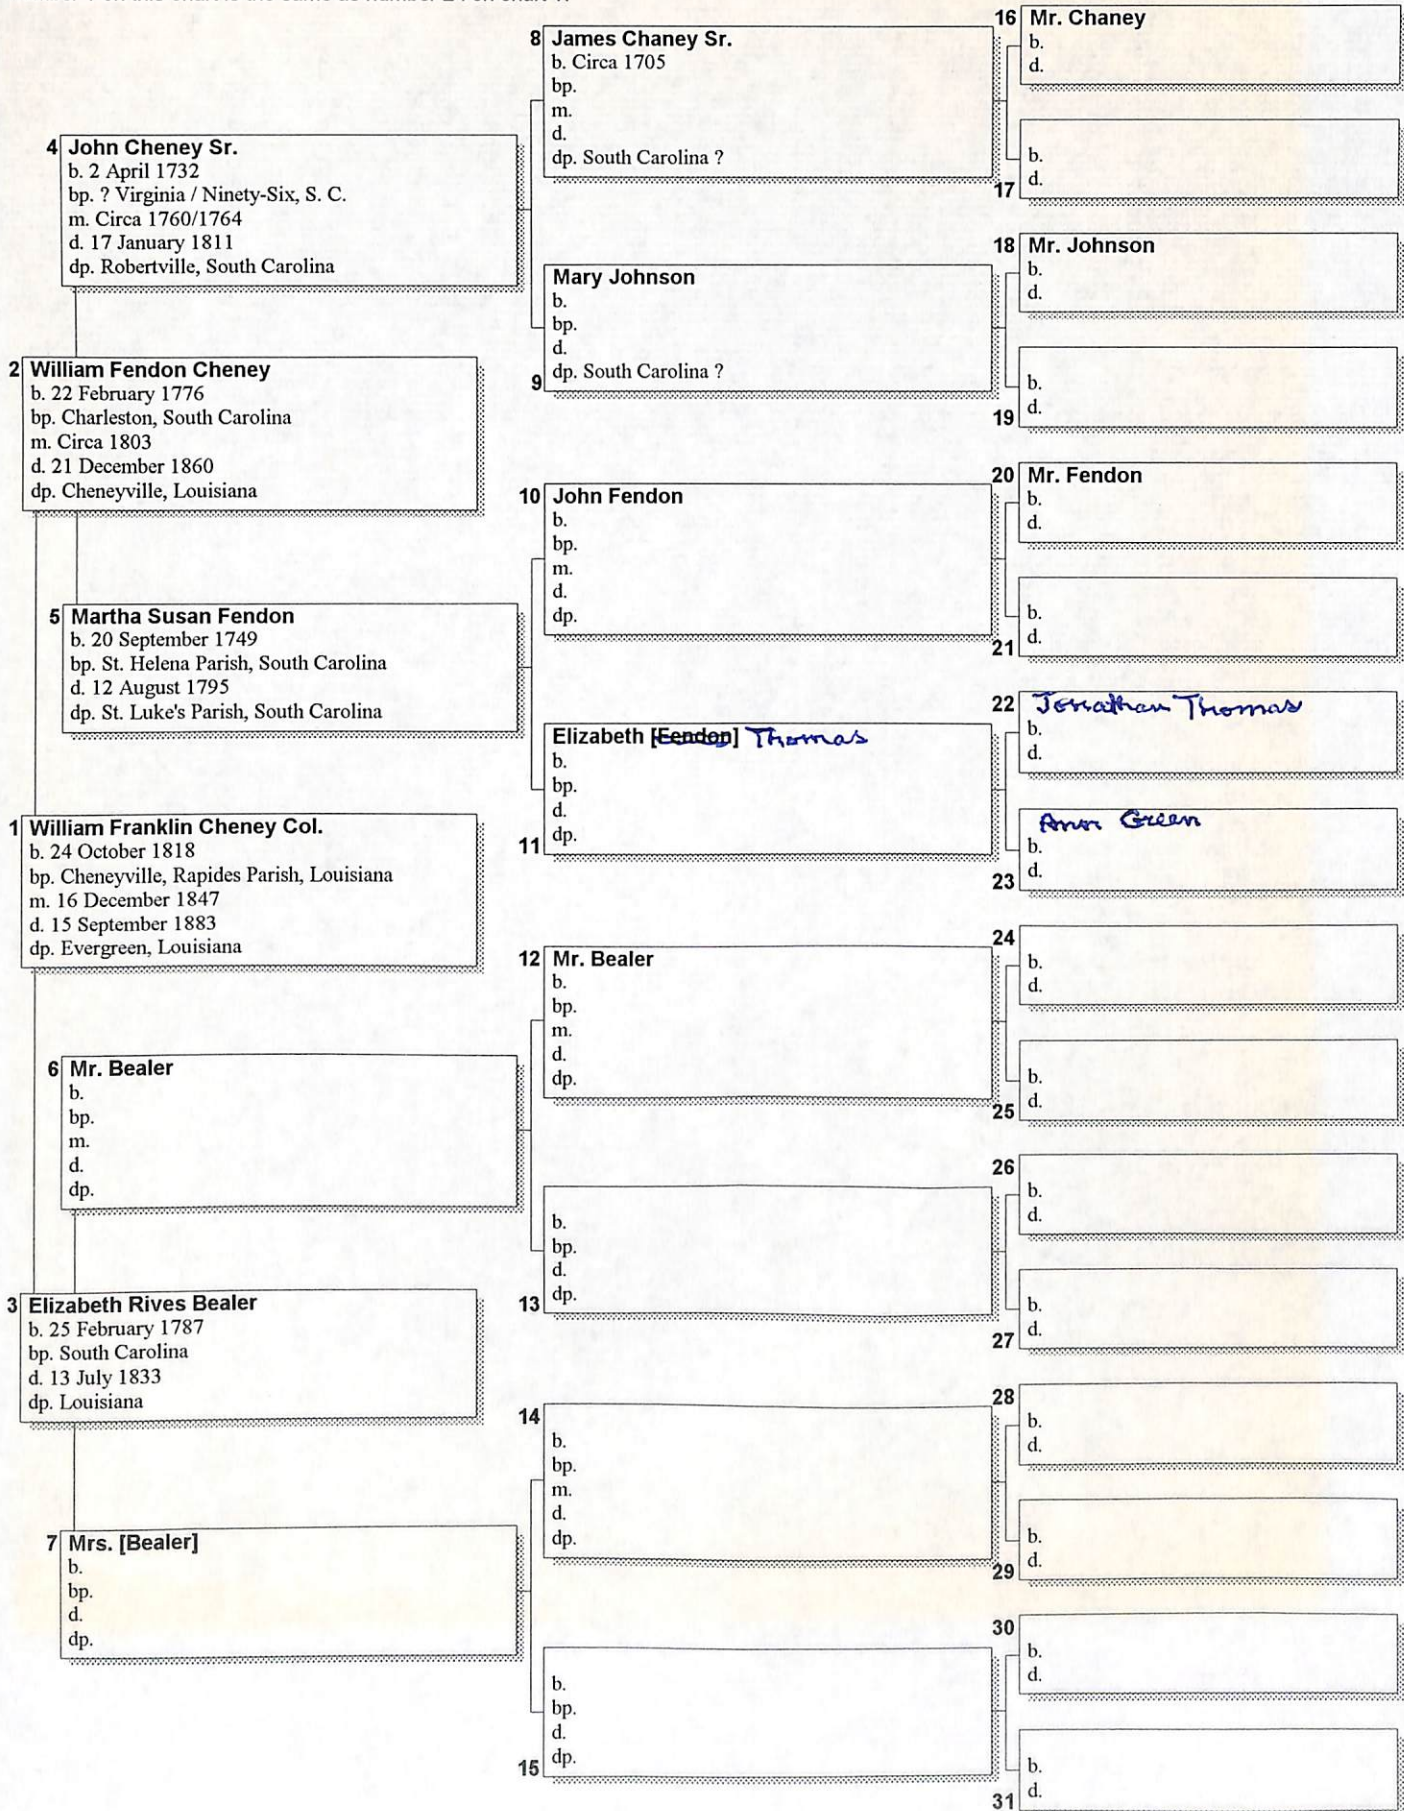 8 James Chaney Sr.
b. Circa 1705
bp.
m.
d.
dp. South Carolina ?
16 Mr. Chaney
b.
d.
b.
d.
17
4 John Cheney Sr.
b. 2 April 1732
bp. ? Virginia / Ninety-Six, S. C.
m. Circa 1760/1764
d. 17 January 1811
dp. Robertville, South Carolina
Mary Johnson
b.
bp.
d.
dp. South Carolina ?
9
18 Mr. Johnson
b.
d.
b.
d.
19
2 William Fendon Cheney
b. 22 February 1776
bp. Charleston, South Carolina
m. Circa 1803
d. 21 December 1860
dp. Cheneyville, Louisiana
10 John Fendon
b.
bp.
m.
d.
dp.
20 Mr. Fendon
b.
d.
b.
d.
21
5 Martha Susan Fendon
b. 20 September 1749
bp. St. Helena Parish, South Carolina
d. 12 August 1795
dp. St. Luke's Parish, South Carolina
Elizabeth [Fendon] Thomas
b.
bp.
d.
dp.
11
22 Jonathan Thomas
b.
d.
Ann Green
b.
d.
23
1 William Franklin Cheney Col.
b. 24 October 1818
bp. Cheneyville, Rapides Parish, Louisiana
m. 16 December 1847
d. 15 September 1883
dp. Evergreen, Louisiana
12 Mr. Bealer
b.
bp.
m.
d.
dp.
24
b.
d.
b.
d.
25
6 Mr. Bealer
b.
bp.
m.
d.
dp.
b.
bp.
d.
dp.
13
26
b.
d.
b.
d.
27
3 Elizabeth Rives Bealer
b. 25 February 1787
bp. South Carolina
d. 13 July 1833
dp. Louisiana
14
b.
bp.
m.
d.
dp.
28
b.
d.
b.
d.
29
7 Mrs. [Bealer]
b.
bp.
d.
dp.
b.
bp.
d.
dp.
15
30
b.
d.
b.
d.
31